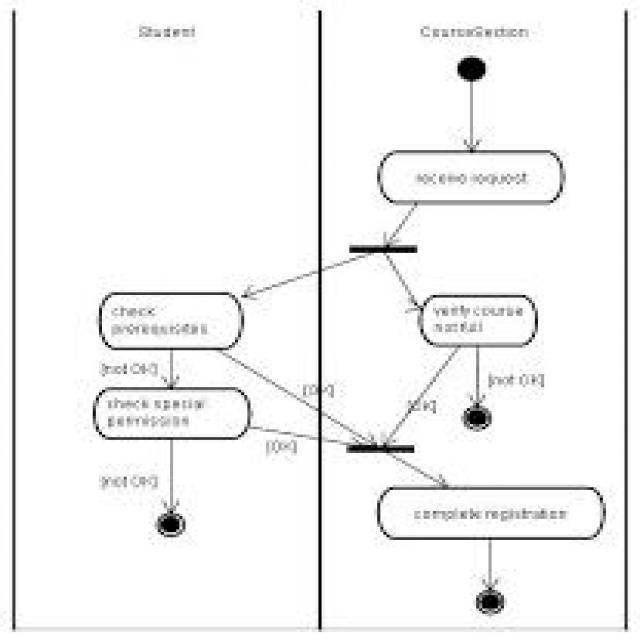 Student
CourseSection
receive request
check
prerequisites
verify course
not full
[not OK]
[OK]
[not OK]
check special
permission
[OK]
[OK]
[not OK]
complete registration